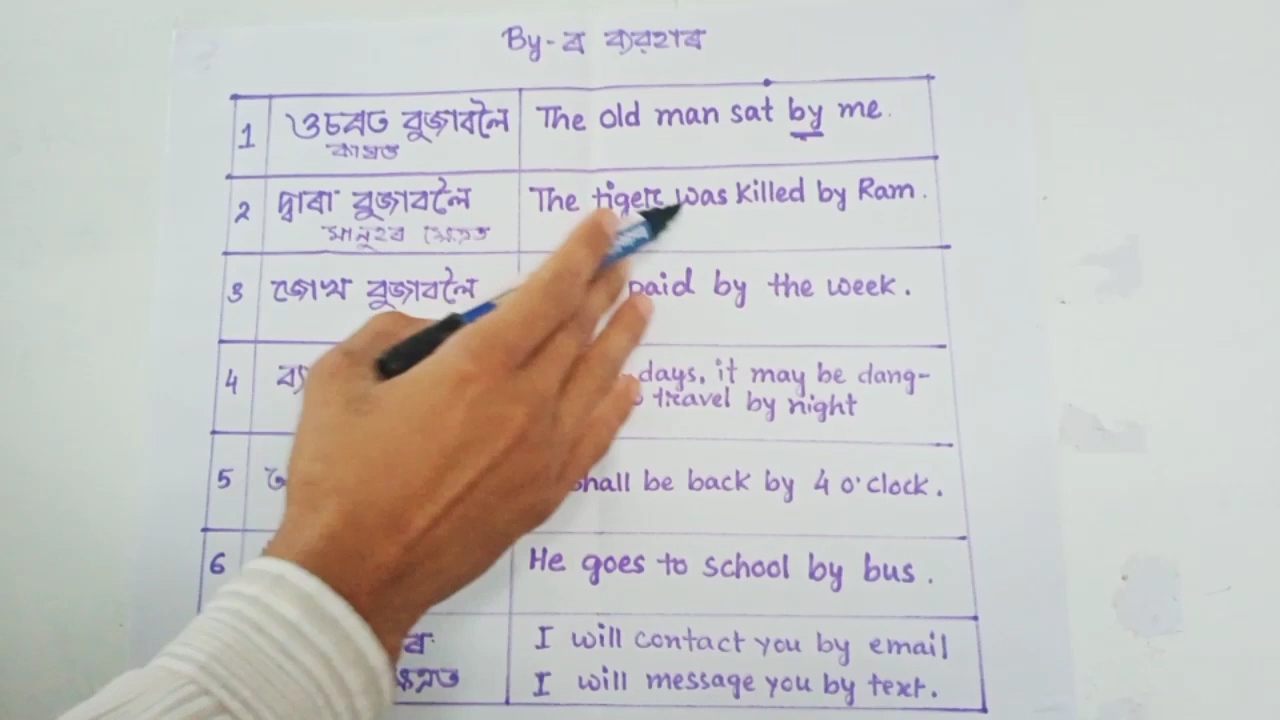 By-ৰ ব্যৱহাৰ
1 ওচৰত বুজাবলৈ The old man sat by me.
কাষত
2 দ্বাৰা বুজাবলৈ The tiger was killed by Ram.
মানুহৰ ক্ষেত্ৰত
3 জোখ বুজাবলৈ paid by the week.
4 days, it may be dang-
travel by night
5 shall be back by 4 o'clock.
6 He goes to school by bus.
I will contact you by email
I will message you by text.